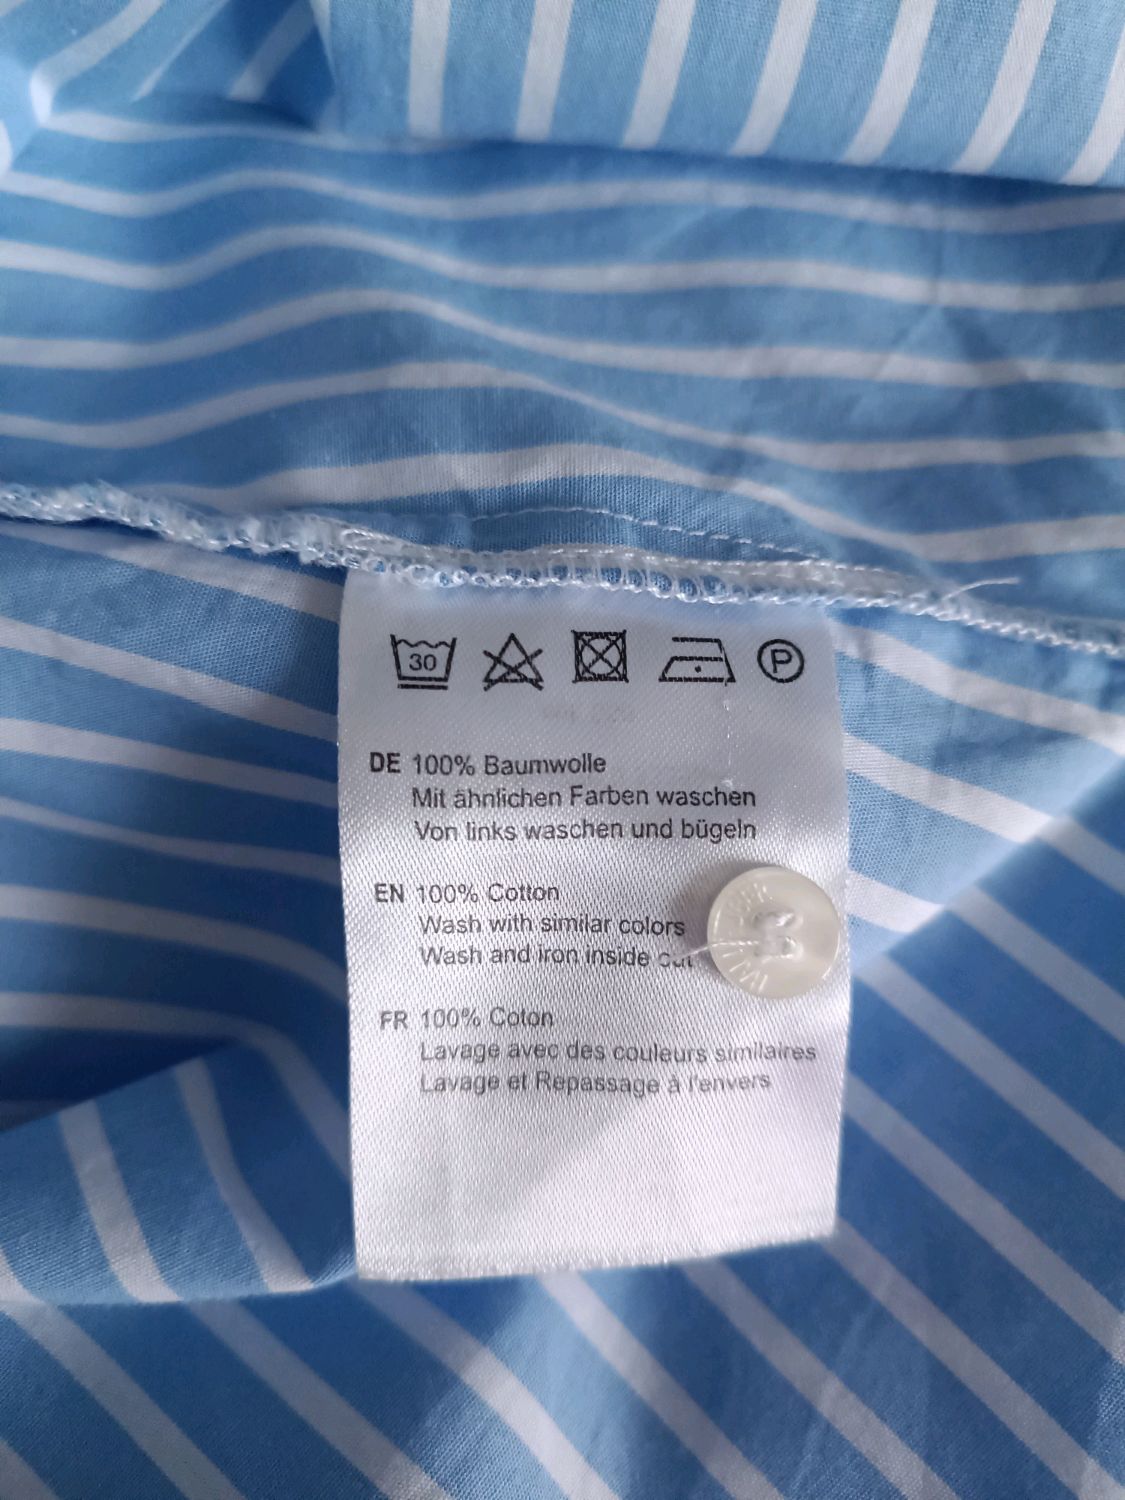 30
P
DE 100% Baumwolle
Mit ähnlichen Farben waschen
Von links waschen und bügeln
EN 100% Cotton
Wash with similar colors
Wash and iron inside out
FR 100% Coton
Lavage avec des couleurs similaires
Lavage et Repassage à l'envers